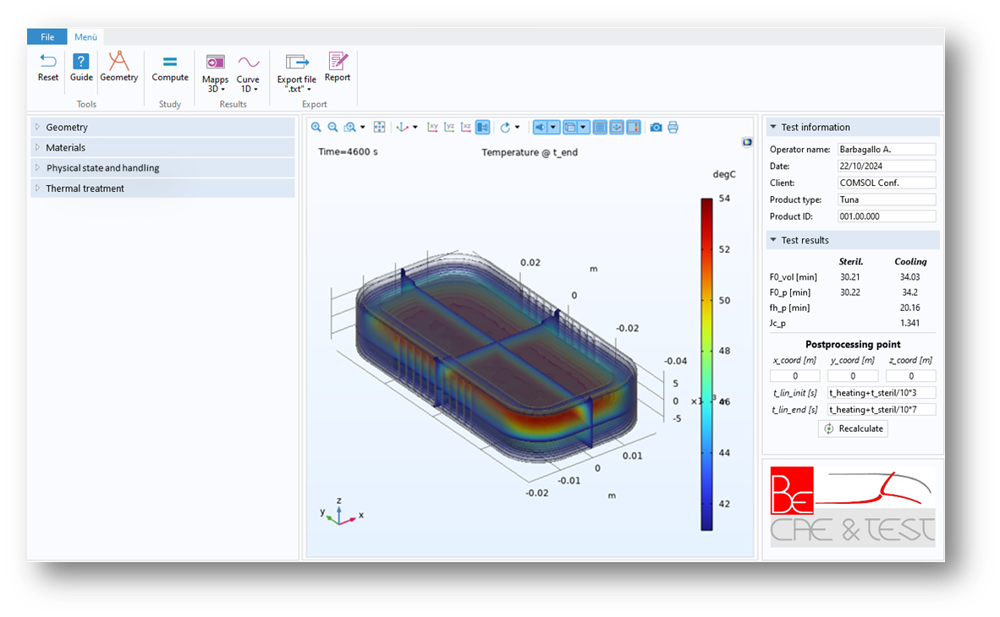 File Menù
Reset Guide Geometry Compute Mapps 3D Curve 1D Export file ".txt" Report
Tools Study Results Export
Geometry
Materials
Physical state and handling
Thermal treatment
xy yz xz
Time=4600 s Temperature @ t_end
degC
54
52
50
48
46
44
42
0.02
m
0
-0.02
-0.04
5
0
-5
0.01
0
-0.01
-0.02
m
z
y
x
Test information
Operator name: Barbagallo A.
Date: 22/10/2024
Client: COMSOL Conf.
Product type: Tuna
Product ID: 001.00.000
Test results
Steril. Cooling
F0_vol [min] 30.21 34.03
F0_p [min] 30.22 34.2
fh_p [min] 20.16
Jc_p 1.341
Postprocessing point
x_coord [m] y_coord [m] z_coord [m]
0 0 0
t_lin_init [s] t_heating+t_steril/10*3
t_lin_end [s] t_heating+t_steril/10*7
Recalculate
BE
CAE & TEST